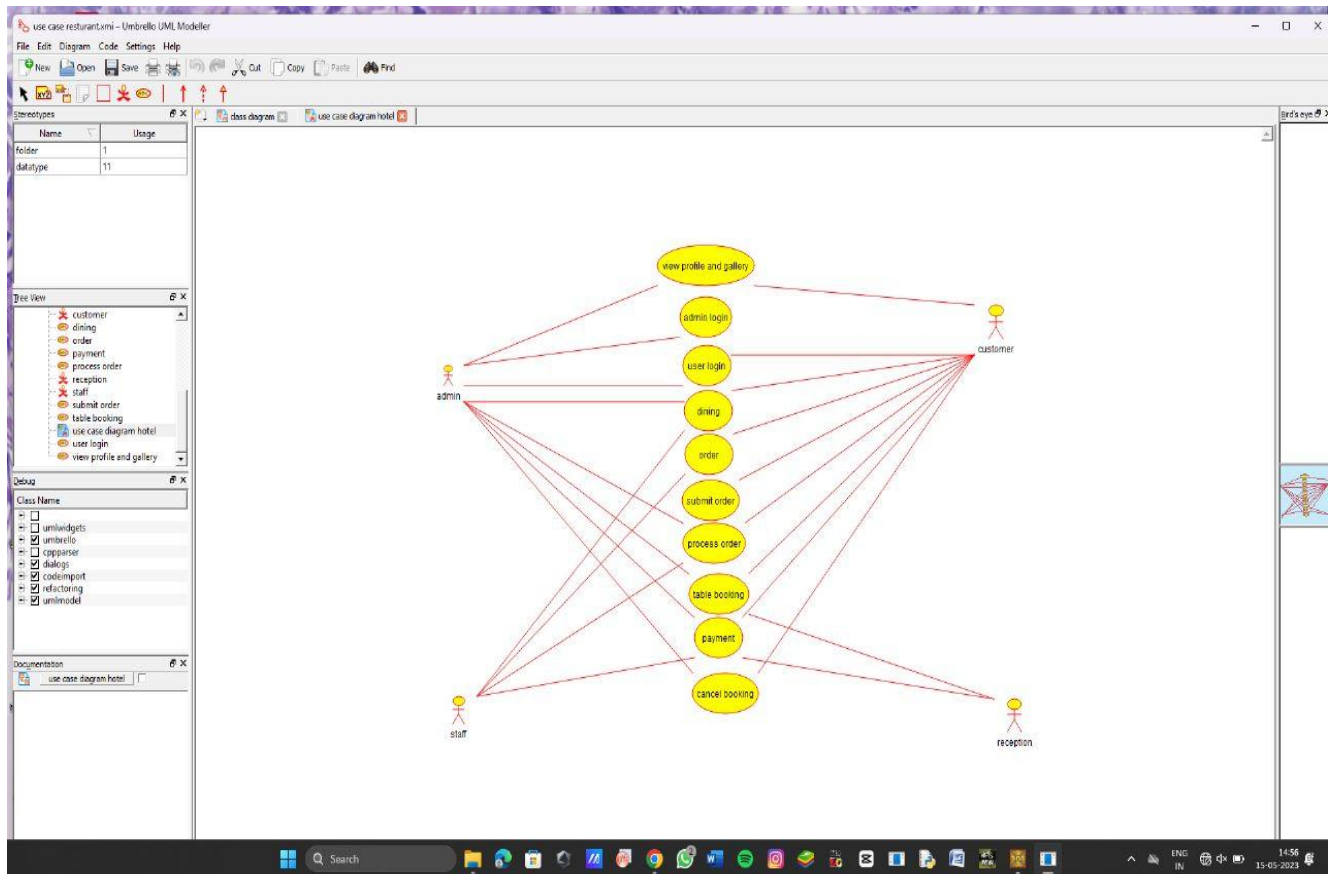 use case resturant.xmi – Umbrello UML Modeller
File Edit Diagram Code Settings Help
New Open Save Cut Copy Paste Find
Stereotypes
Name Usage
folder 1
datatype 11
class diagram use case diagram hotel
Bird's eye
Tree View
customer
dining
order
payment
process order
reception
staff
submit order
table booking
use case diagram hotel
user login
view profile and gallery
Debug
Class Name
umlwidgets
umbrello
cppparser
dialogs
codeimport
refactoring
umlmodel
Documentation
use case diagram hotel
view profile and gallery
admin login
customer
user login
admin
dining
order
submit order
process order
table booking
payment
cancel booking
staff
reception
Search
ENG
IN
14:56
15-05-2023